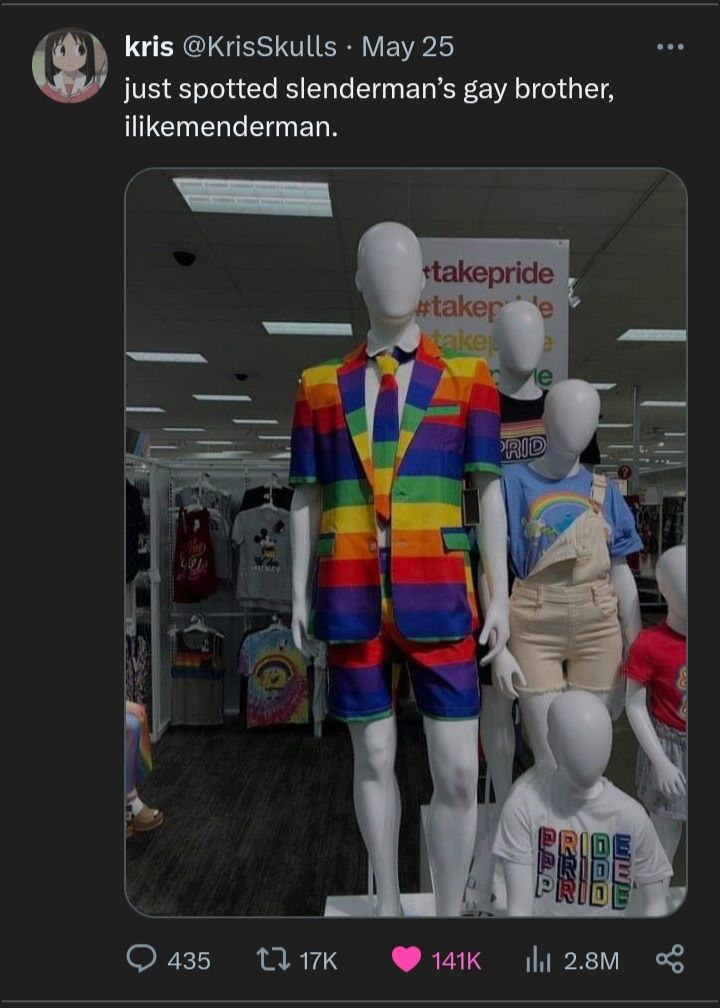 kris @KrisSkulls · May 25
just spotted slenderman's gay brother,
ilikemenderman.
#takepride
PRIDE
PRIDE
PRIDE
MICKEY
435 17K 141K 2.8M